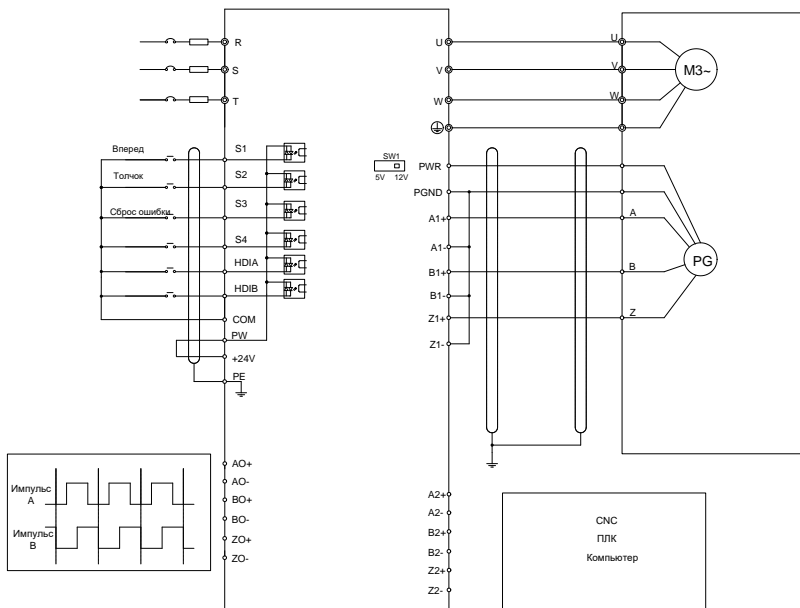 R
S
T
U
V
W
U
V
W
M3~
Вперед
Толчок
Сброс ошибки
S1
S2
S3
S4
HDIA
HDIB
COM
PW
+24V
PE
SW1
5V 12V
PWR
PGND
A1+
A1-
B1+
B1-
Z1+
Z1-
A
B
Z
PG
Импульс
A
Импульс
B
AO+
AO-
BO+
BO-
ZO+
ZO-
A2+
A2-
B2+
B2-
Z2+
Z2-
CNC
ПЛК
Компьютер